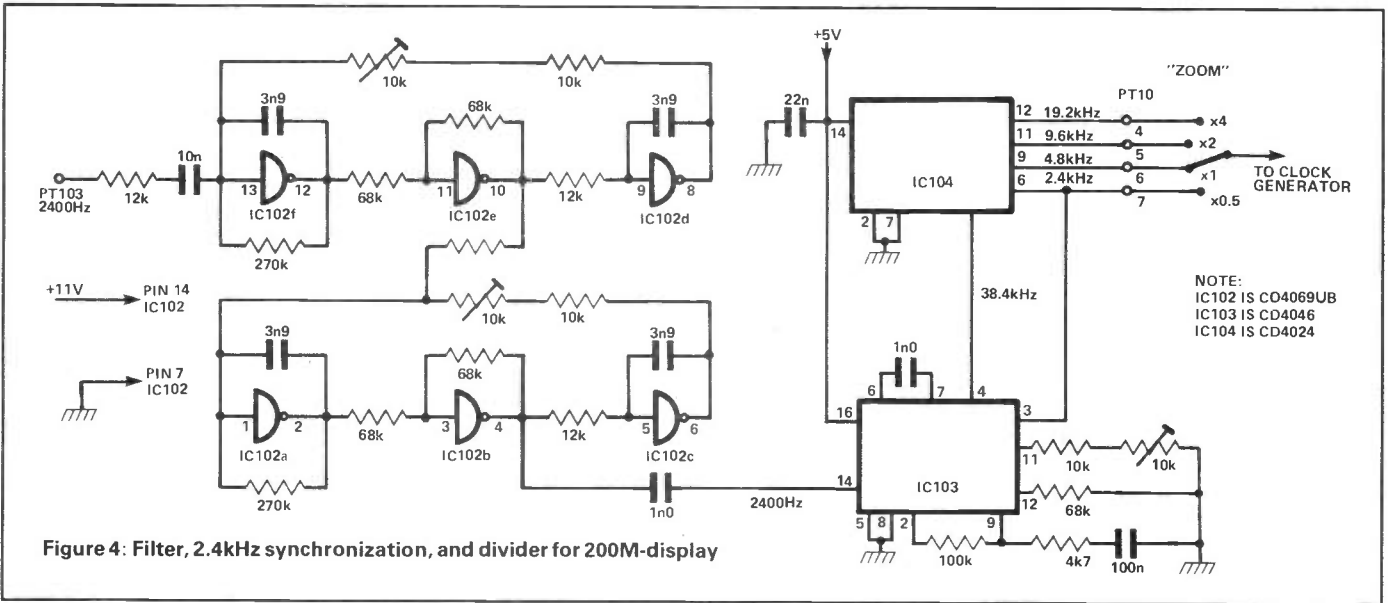 10k
10k
3n9
68k
3n9
10n
PT103
2400Hz
12k
13
12
IC102f
68k
11
10
IC102e
12k
9
8
IC102d
270k
+11V
PIN 14
IC102
10k
10k
3n9
68k
3n9
PIN 7
IC102
1
2
IC102a
68k
3
4
IC102b
12k
5
6
IC102c
270k
1n0
2400Hz
+5V
22n
14
IC104
12
19.2kHz
11
9.6kHz
9
4.8kHz
6
2.4kHz
2
7
"ZOOM"
PT10
4
x4
5
x2
6
x1
7
x0.5
TO CLOCK
GENERATOR
38.4kHz
NOTE:
IC102 IS CO4069UB
IC103 IS CD4046
IC104 IS CD4024
1n0
6
7
4
16
3
14
IC103
11
10k
10k
12
68k
5
8
2
9
100k
4k7
100n
Figure 4: Filter, 2.4kHz synchronization, and divider for 200M-display